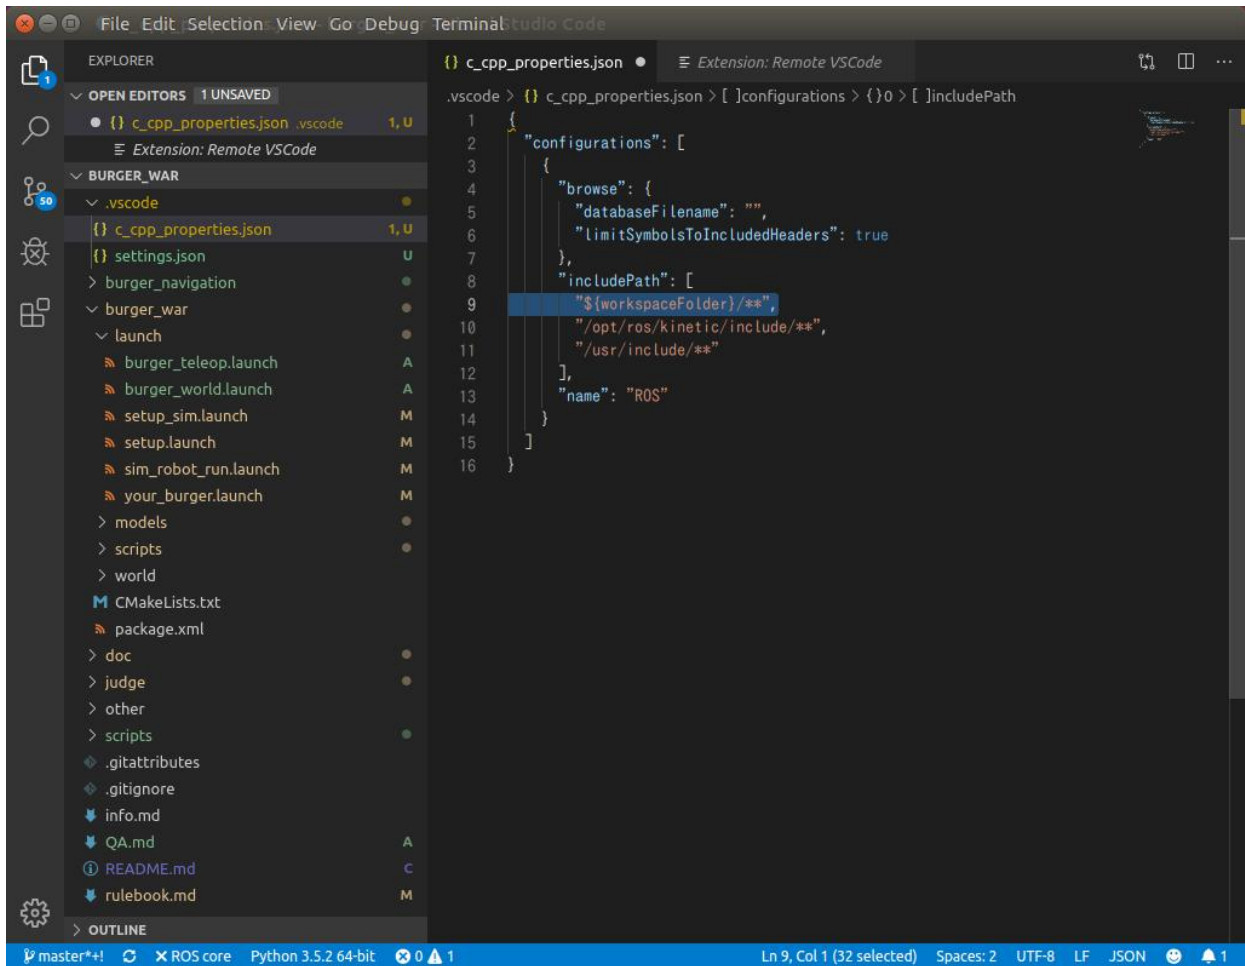 File Edit Selection View Go Debug Terminal Studio Code
EXPLORER
OPEN EDITORS 1 UNSAVED
{} c_cpp_properties.json .vscode 1, U
Extension: Remote VSCode
BURGER_WAR
.vscode
{} c_cpp_properties.json 1, U
{} settings.json U
burger_navigation
burger_war
launch
burger_teleop.launch A
burger_world.launch A
setup_sim.launch M
setup.launch M
sim_robot_run.launch M
your_burger.launch M
models
scripts
world
CMakeLists.txt
package.xml
doc
judge
other
scripts
.gitattributes
.gitignore
info.md
QA.md A
README.md C
rulebook.md M
OUTLINE
1
50
{} c_cpp_properties.json
Extension: Remote VSCode
.vscode > {} c_cpp_properties.json > [ ]configurations > {}0 > [ ]includePath
1 {
2 "configurations": [
3 {
4 "browse": {
5 "databaseFilename": "",
6 "limitSymbolsToIncludedHeaders": true
7 },
8 "includePath": [
9 "${workspaceFolder}/**",
10 "/opt/ros/kinetic/include/**",
11 "/usr/include/**"
12 ],
13 "name": "ROS"
14 }
15 ]
16 }
master*+! ROS core Python 3.5.2 64-bit 0 1 Ln 9, Col 1 (32 selected) Spaces: 2 UTF-8 LF JSON 1